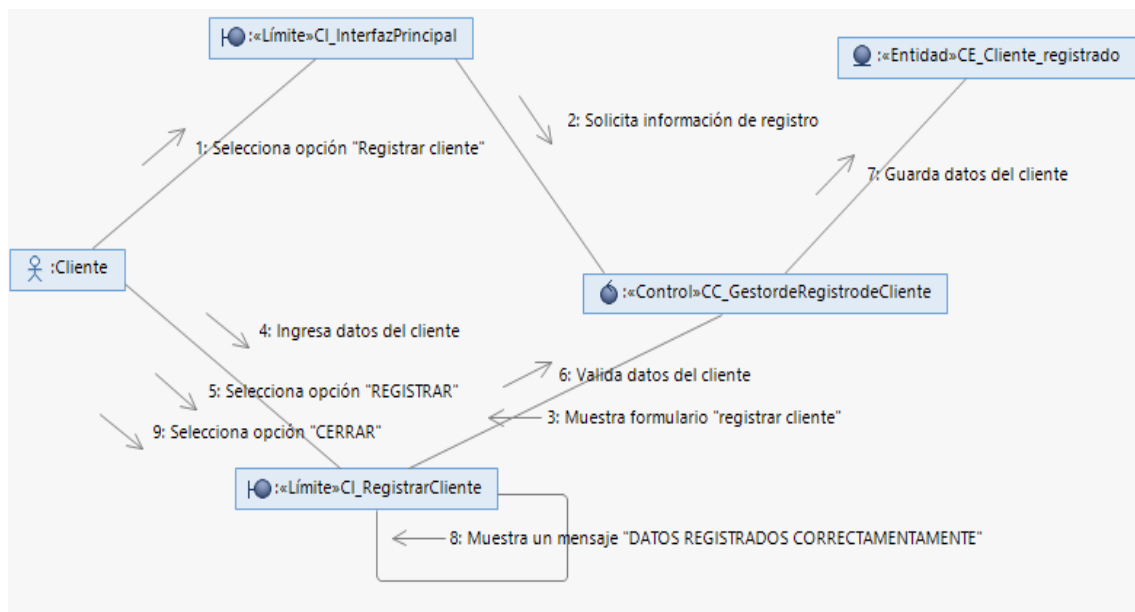 :«Límite»CI_InterfazPrincipal
:«Entidad»CE_Cliente_registrado
2: Solicita información de registro
1: Selecciona opción "Registrar cliente"
7: Guarda datos del cliente
:Cliente
:«Control»CC_GestordeRegistrodeCliente
4: Ingresa datos del cliente
6: Valida datos del cliente
5: Selecciona opción "REGISTRAR"
3: Muestra formulario "registrar cliente"
9: Selecciona opción "CERRAR"
:«Límite»CI_RegistrarCliente
8: Muestra un mensaje "DATOS REGISTRADOS CORRECTAMENTAMENTE"